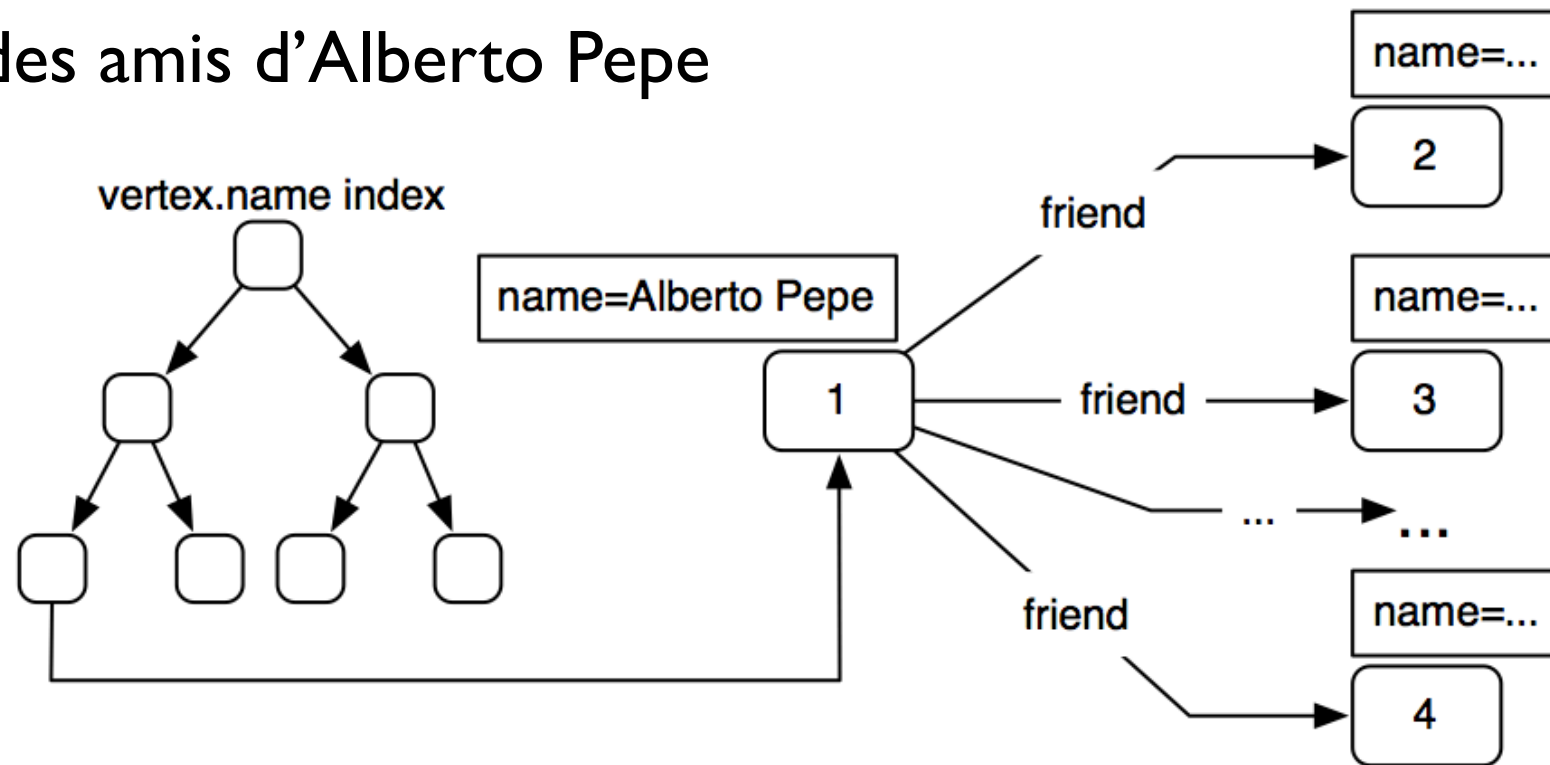 des amis d’Alberto Pepe
vertex.name index
name=Alberto Pepe
1
friend
friend
...
friend
name=...
2
name=...
3
...
name=...
4